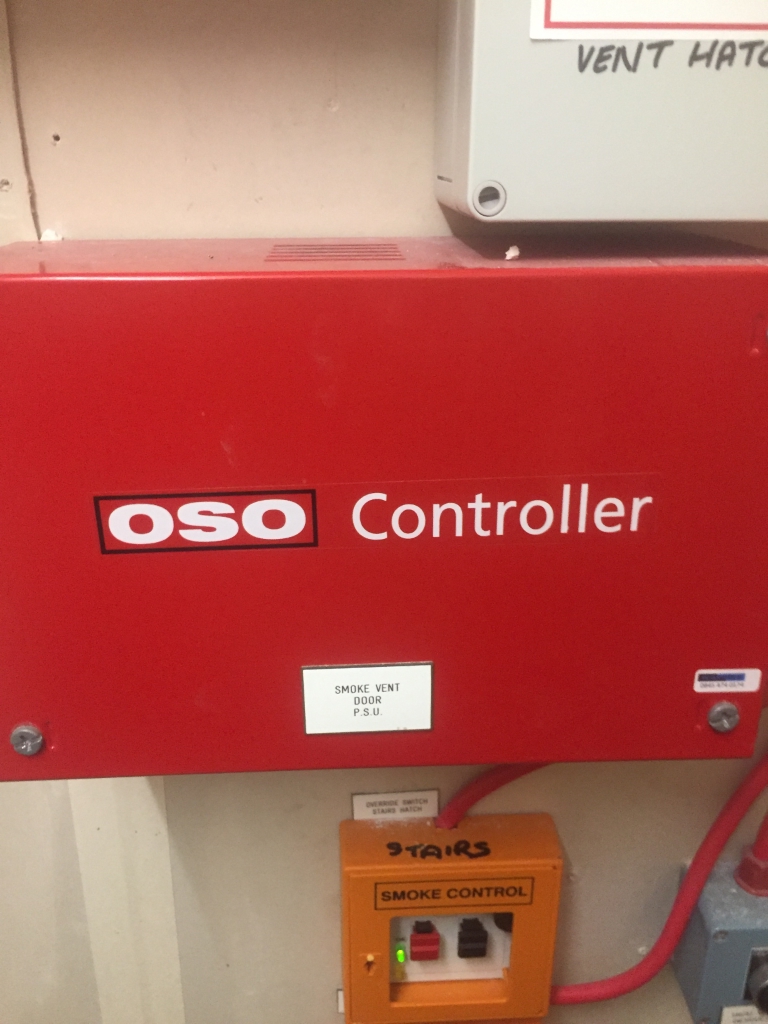 VENT HATC
OSO Controller
SMOKE VENT
DOOR
P.S.U.
OVERRIDE SWITCH
STAIRS HATCH
STAIRS
SMOKE CONTROL